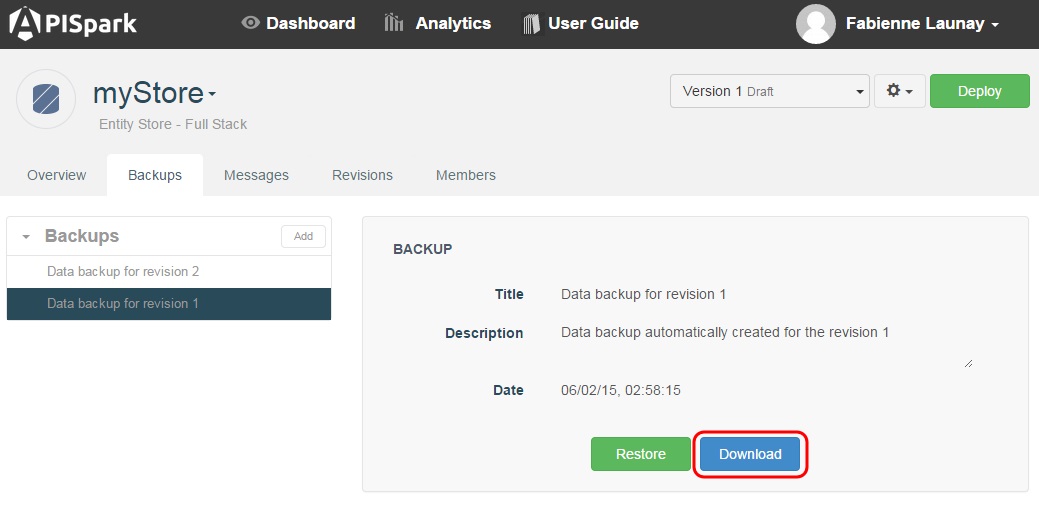 APISpark Dashboard Analytics User Guide Fabienne Launay
myStore Version 1 Draft Deploy
Entity Store - Full Stack
Overview Backups Messages Revisions Members
Backups Add
Data backup for revision 2
Data backup for revision 1
BACKUP
Title Data backup for revision 1
Description Data backup automatically created for the revision 1
Date 06/02/15, 02:58:15
Restore Download